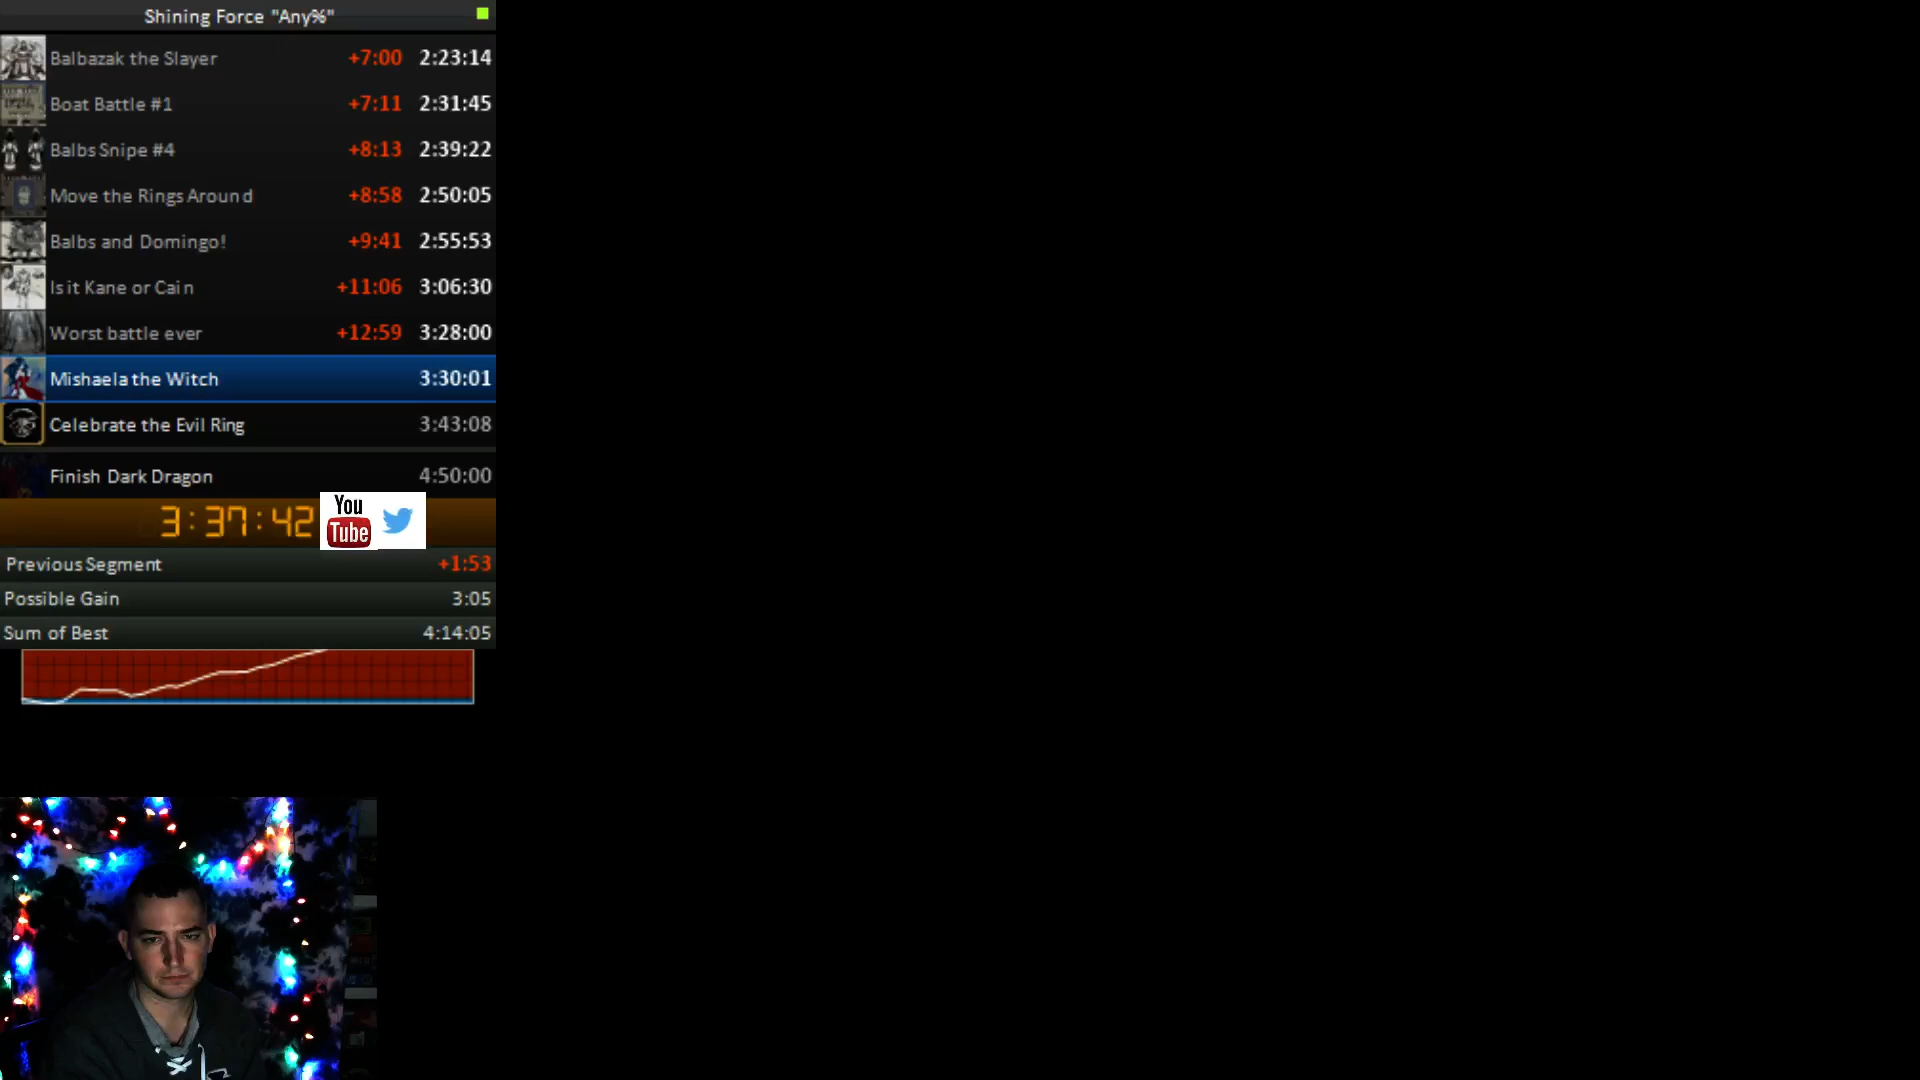 Shining Force "Any%"
Balbazak the Slayer +7:00 2:23:14
Boat Battle #1 +7:11 2:31:45
Balbs Snipe #4 +8:13 2:39:22
Move the Rings Around +8:58 2:50:05
Balbs and Domingo! +9:41 2:55:53
Is it Kane or Cain +11:06 3:06:30
Worst battle ever +12:59 3:28:00
Mishaela the Witch 3:30:01
Celebrate the Evil Ring 3:43:08
Finish Dark Dragon 4:50:00
3:37:42
You
Tube
Previous Segment +1:53
Possible Gain 3:05
Sum of Best 4:14:05